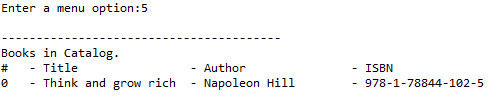 Enter a menu option:5
----------------------------------------
Books in Catalog.
#   - Title              - Author             - ISBN
0   - Think and grow rich  - Napoleon Hill       - 978-1-78844-102-5